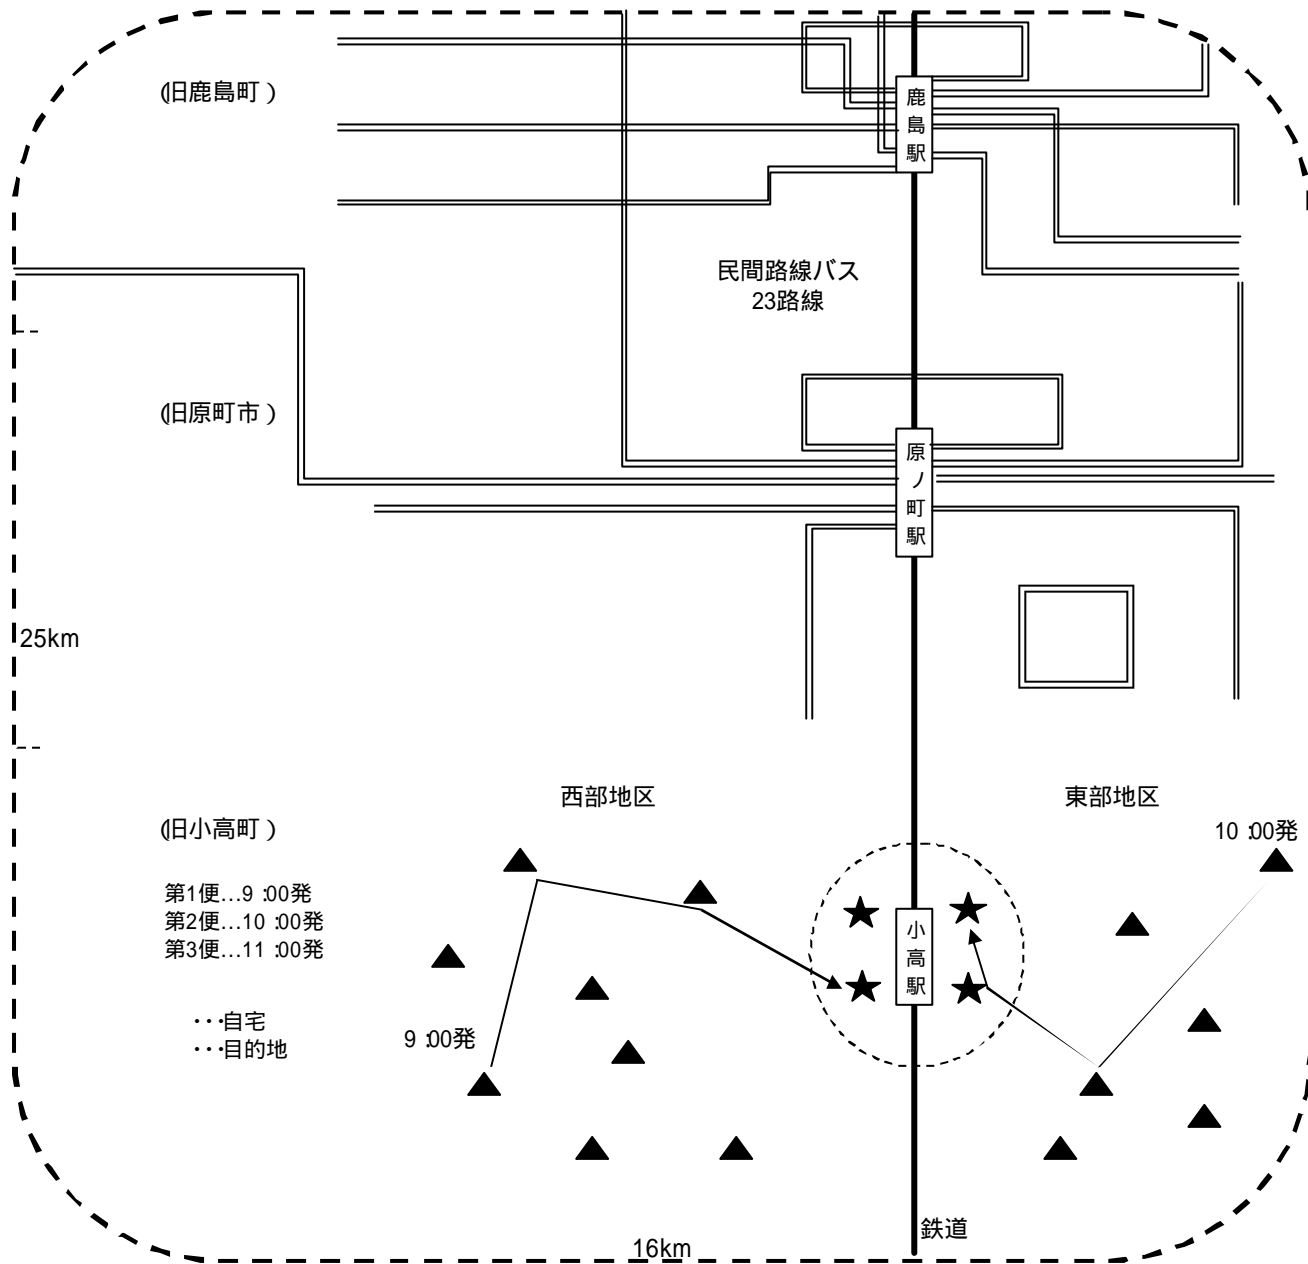 (旧鹿島町)
鹿島駅
民間路線バス
23路線
(旧原町市)
原ノ町駅
25km
西部地区
東部地区
(旧小高町)
10:00発
第1便…9:00発
第2便…10:00発
第3便…11:00発
小高駅
･･･自宅
･･･目的地
9:00発
鉄道
16km